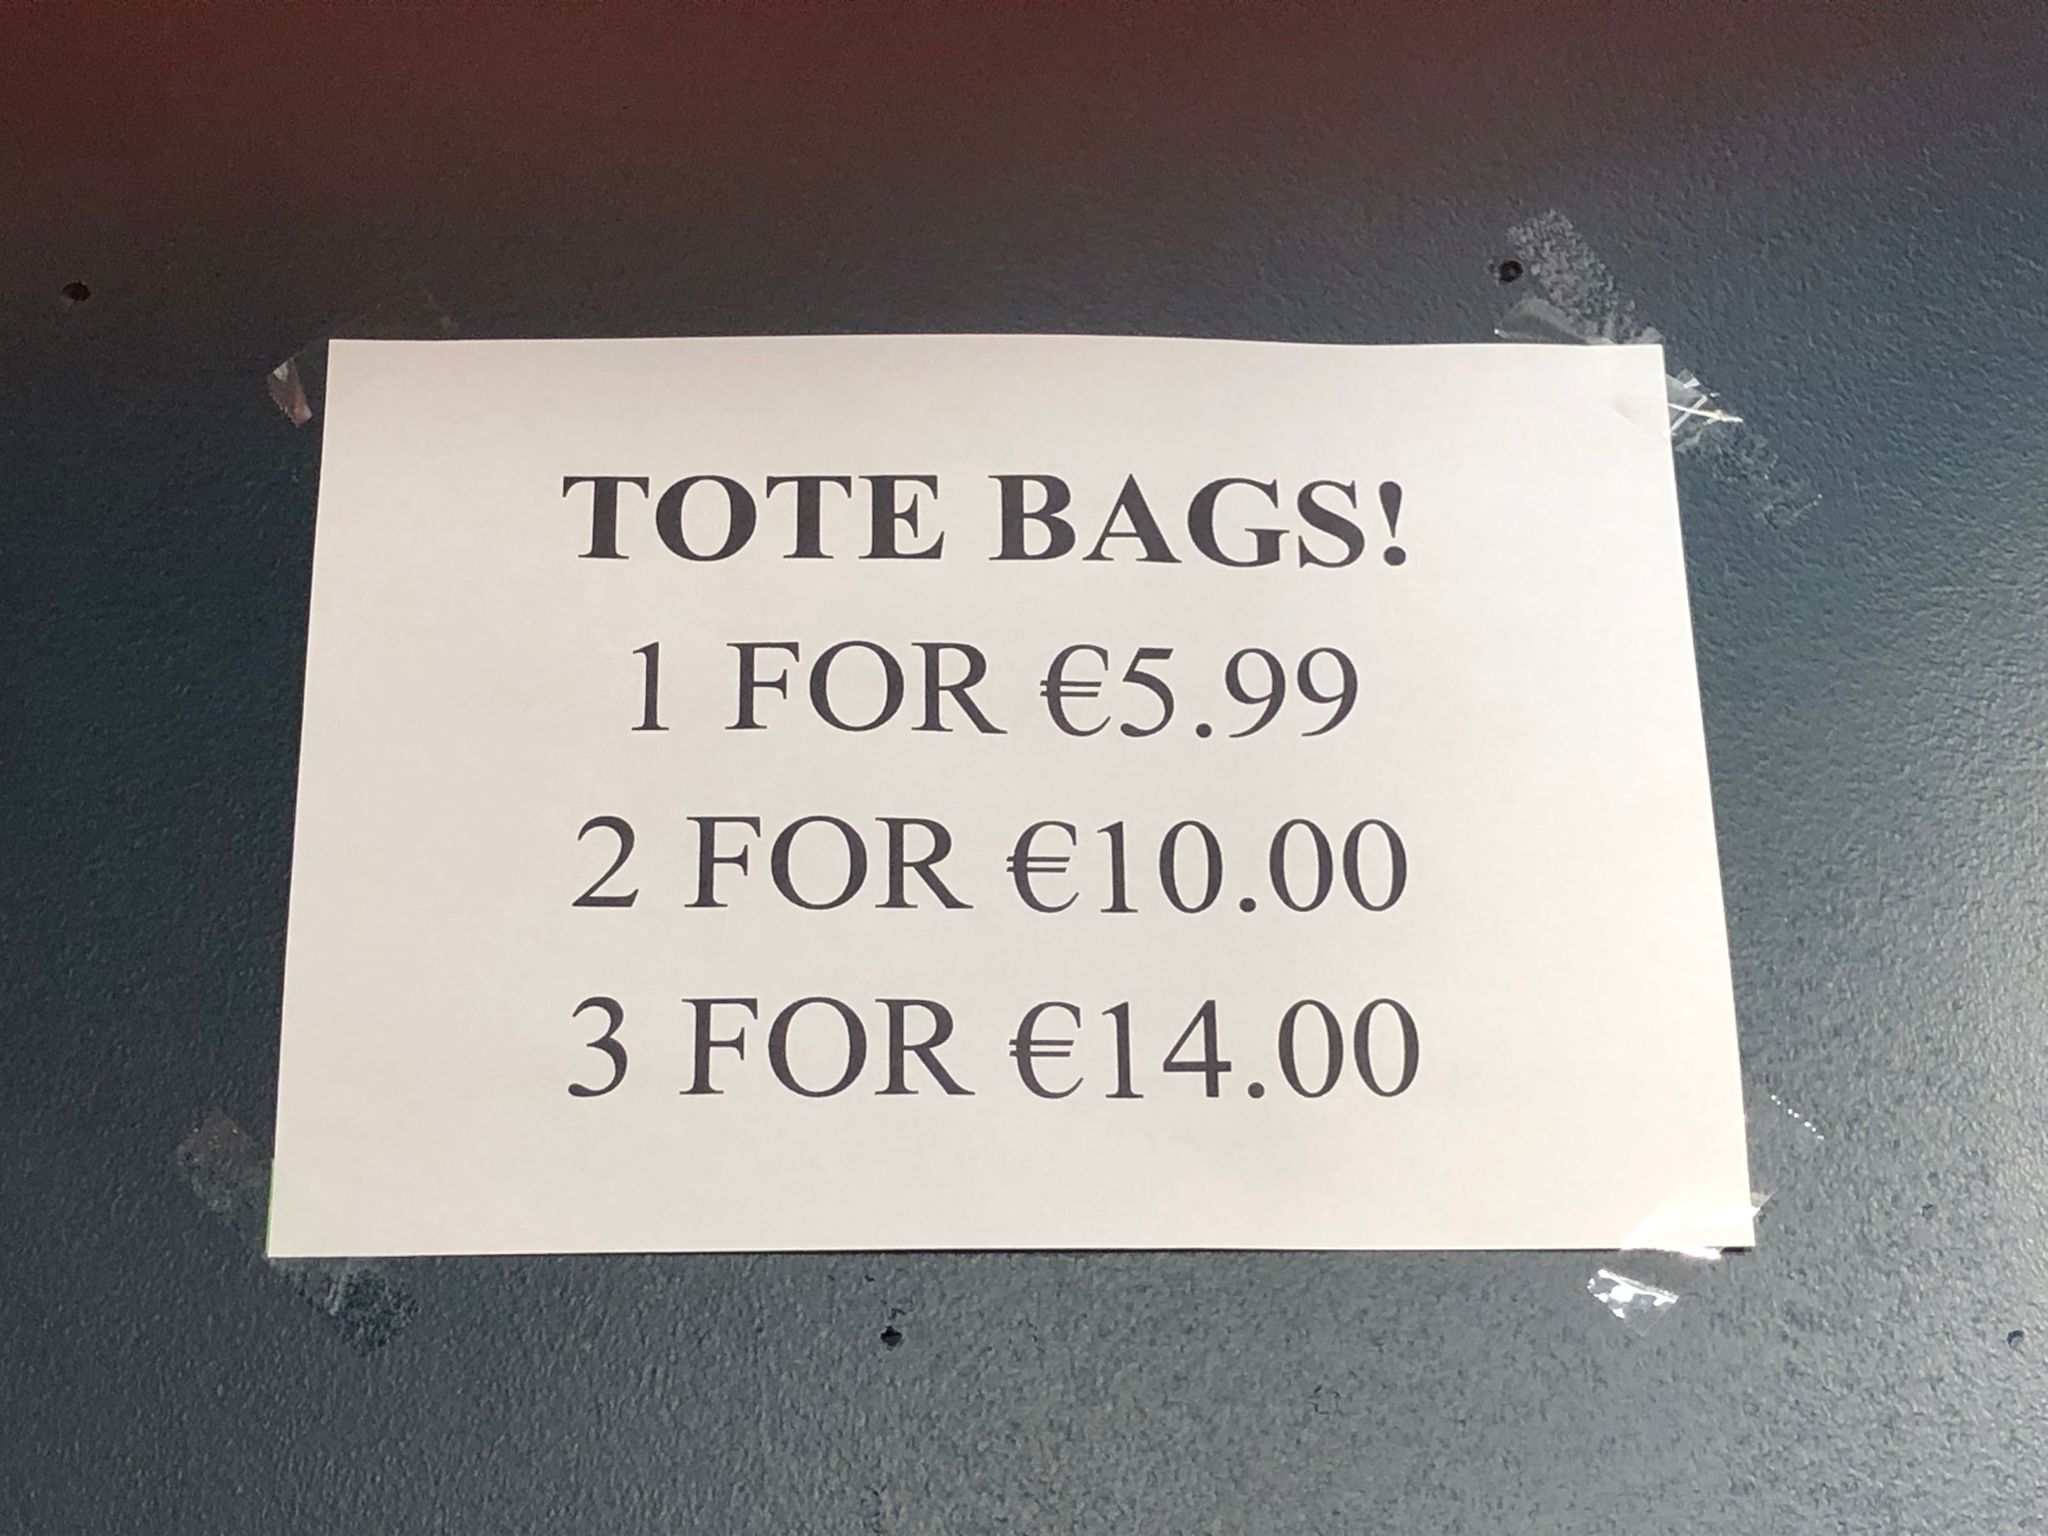 TOTE BAGS!
1 FOR €5.99
2 FOR €10.00
3 FOR €14.00